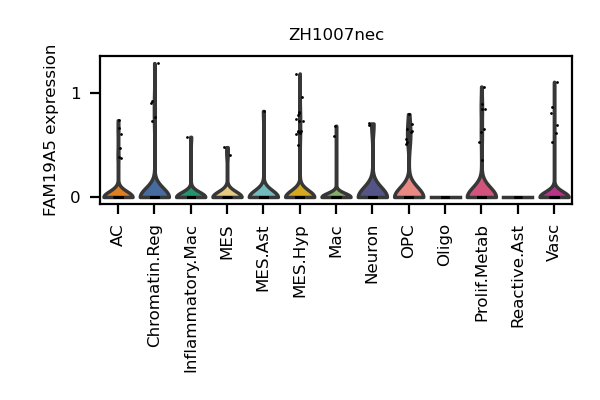 ZH1007nec
FAM19A5 expression
1
0
AC
Chromatin.Reg
Inflammatory.Mac
MES
MES.Ast
MES.Hyp
Mac
Neuron
OPC
Oligo
Prolif.Metab
Reactive.Ast
Vasc